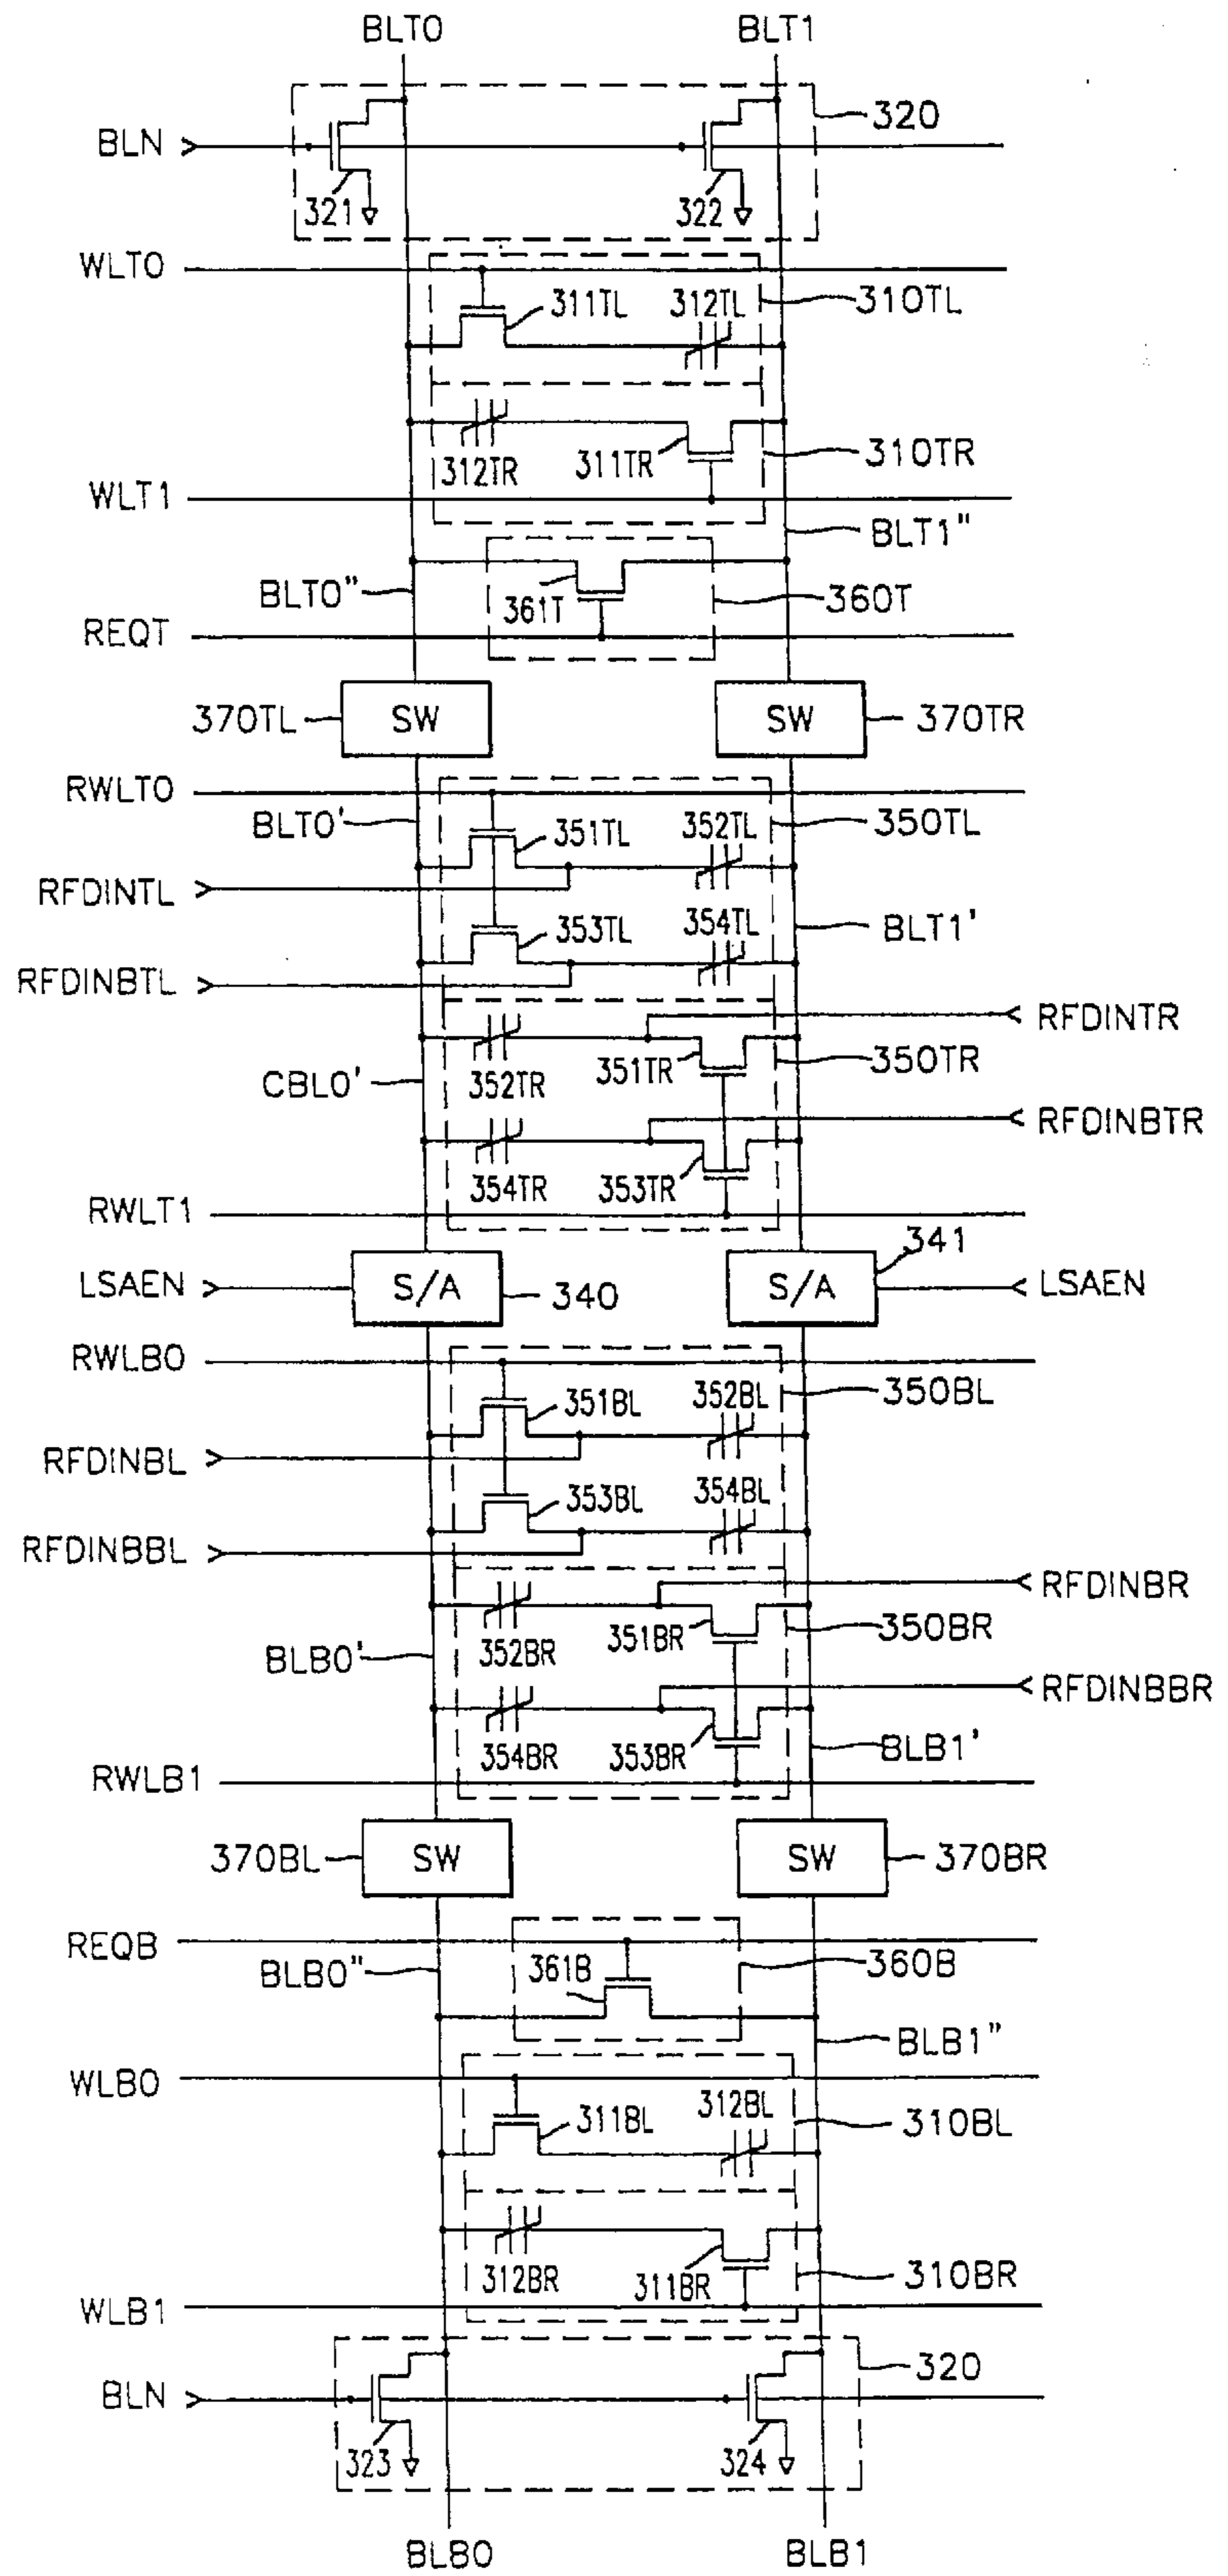 BLT0 BLT1
320
BLN
321 322
WLT0
311TL 312TL 310TL
312TR 311TR 310TR
WLT1
BLT1"
BLT0" 361T 360T
REQT
370TL SW SW 370TR
RWLT0
BLT0' 351TL 352TL 350TL
RFDINTL
353TL 354TL BLT1'
RFDINBTL
RFDINTR
352TR 351TR 350TR
CBL0'
RFDINBTR
354TR 353TR
RWLT1
341
LSAEN S/A 340 S/A LSAEN
RWLB0
351BL 352BL 350BL
RFDINBL
353BL 354BL
RFDINBBL
RFDINBR
352BR 351BR 350BR
BLB0'
RFDINBBR
354BR 353BR BLB1'
RWLB1
370BL SW SW 370BR
REQB
BLB0" 361B 360B
BLB1"
WLB0
311BL 312BL 310BL
312BR 311BR 310BR
WLB1
320
BLN
323 324
BLB0 BLB1